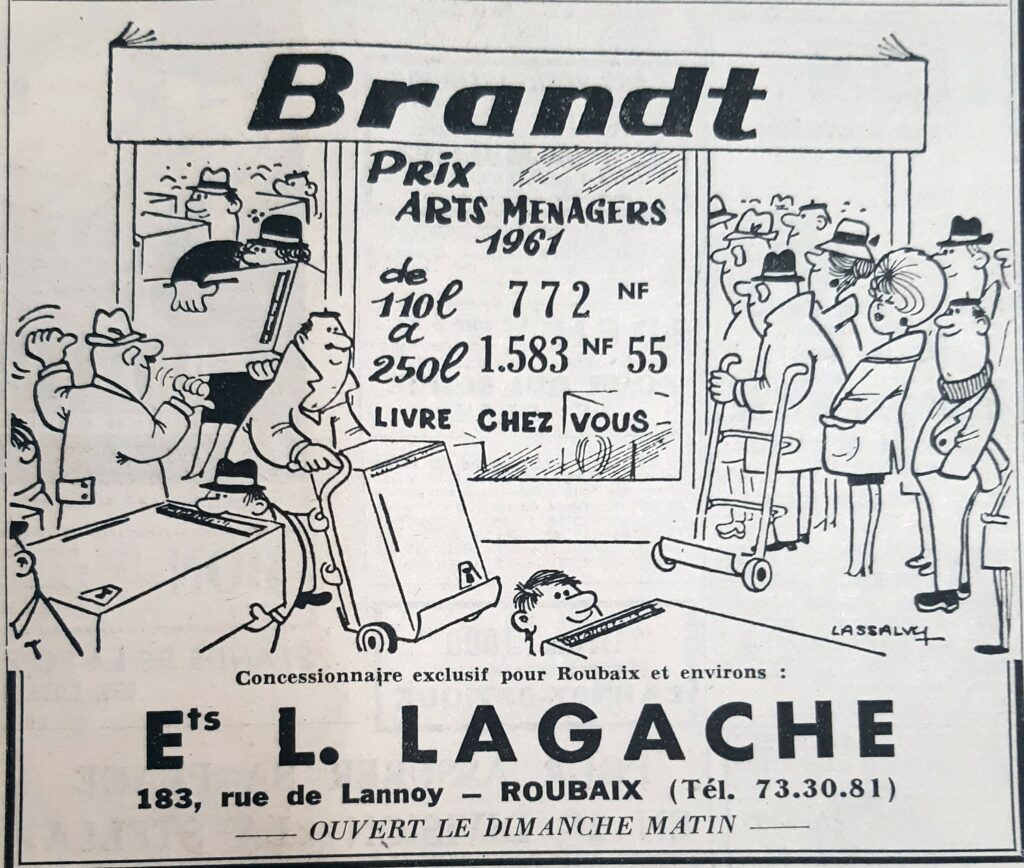 Brandt
PRIX
ARTS MENAGERS
1961
de
110l 772 NF
a
250l 1.583 NF 55
LIVRE CHEZ VOUS
LASSALVY
Concessionnaire exclusif pour Roubaix et environs :
Ets L. LAGACHE
183, rue de Lannoy – ROUBAIX (Tél. 73.30.81)
OUVERT LE DIMANCHE MATIN